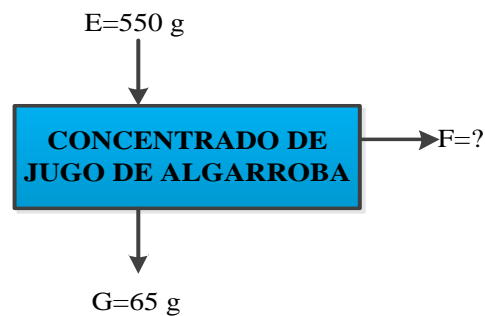 E=550 g
CONCENTRADO DE
JUGO DE ALGARROBA
F=?
G=65 g